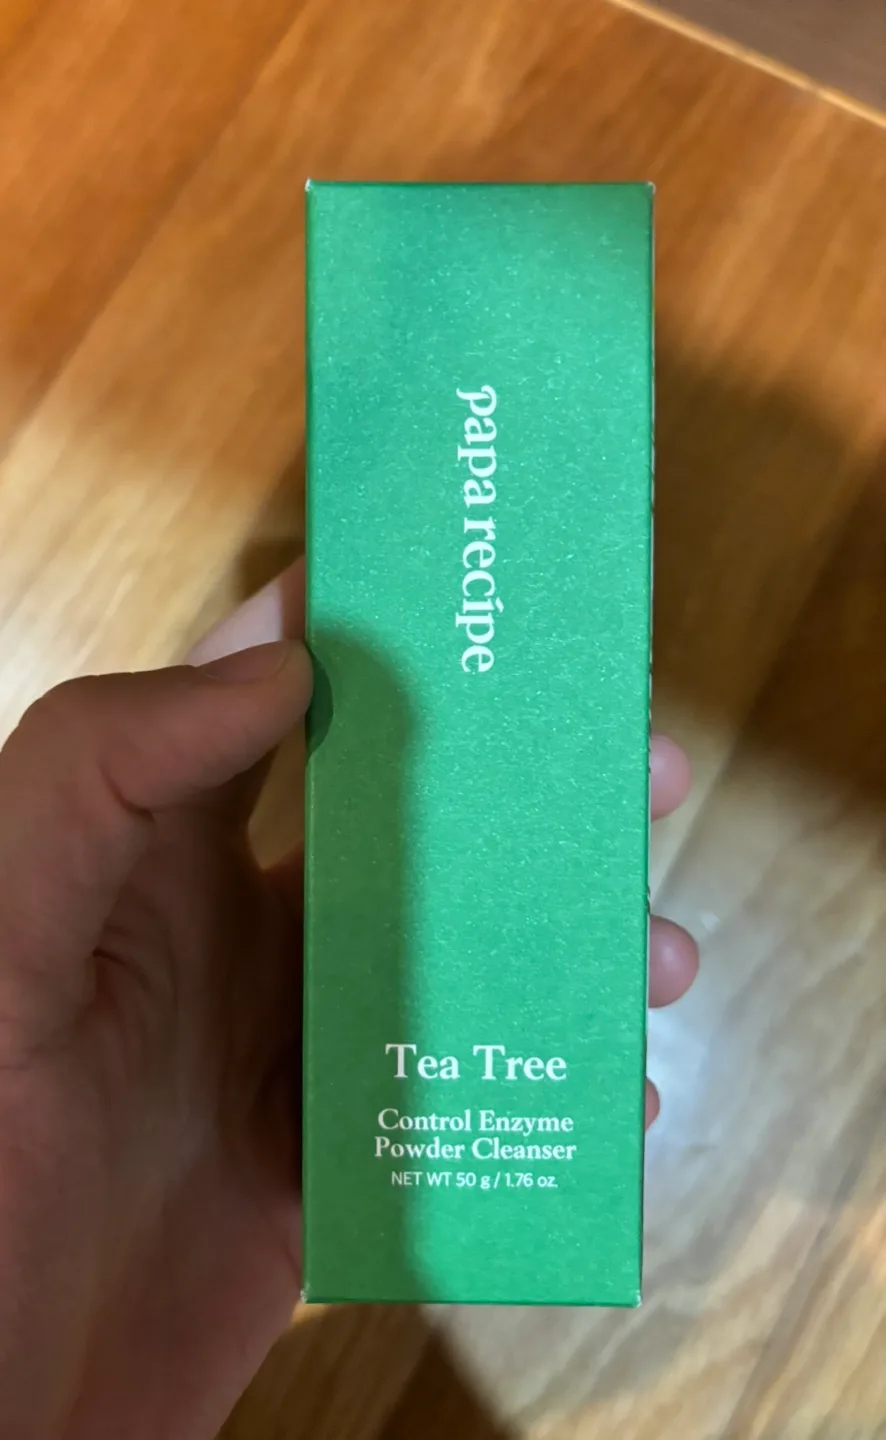 papa recipe
Tea Tree
Control Enzyme
Powder Cleanser
NET WT 50 g / 1.76 oz.